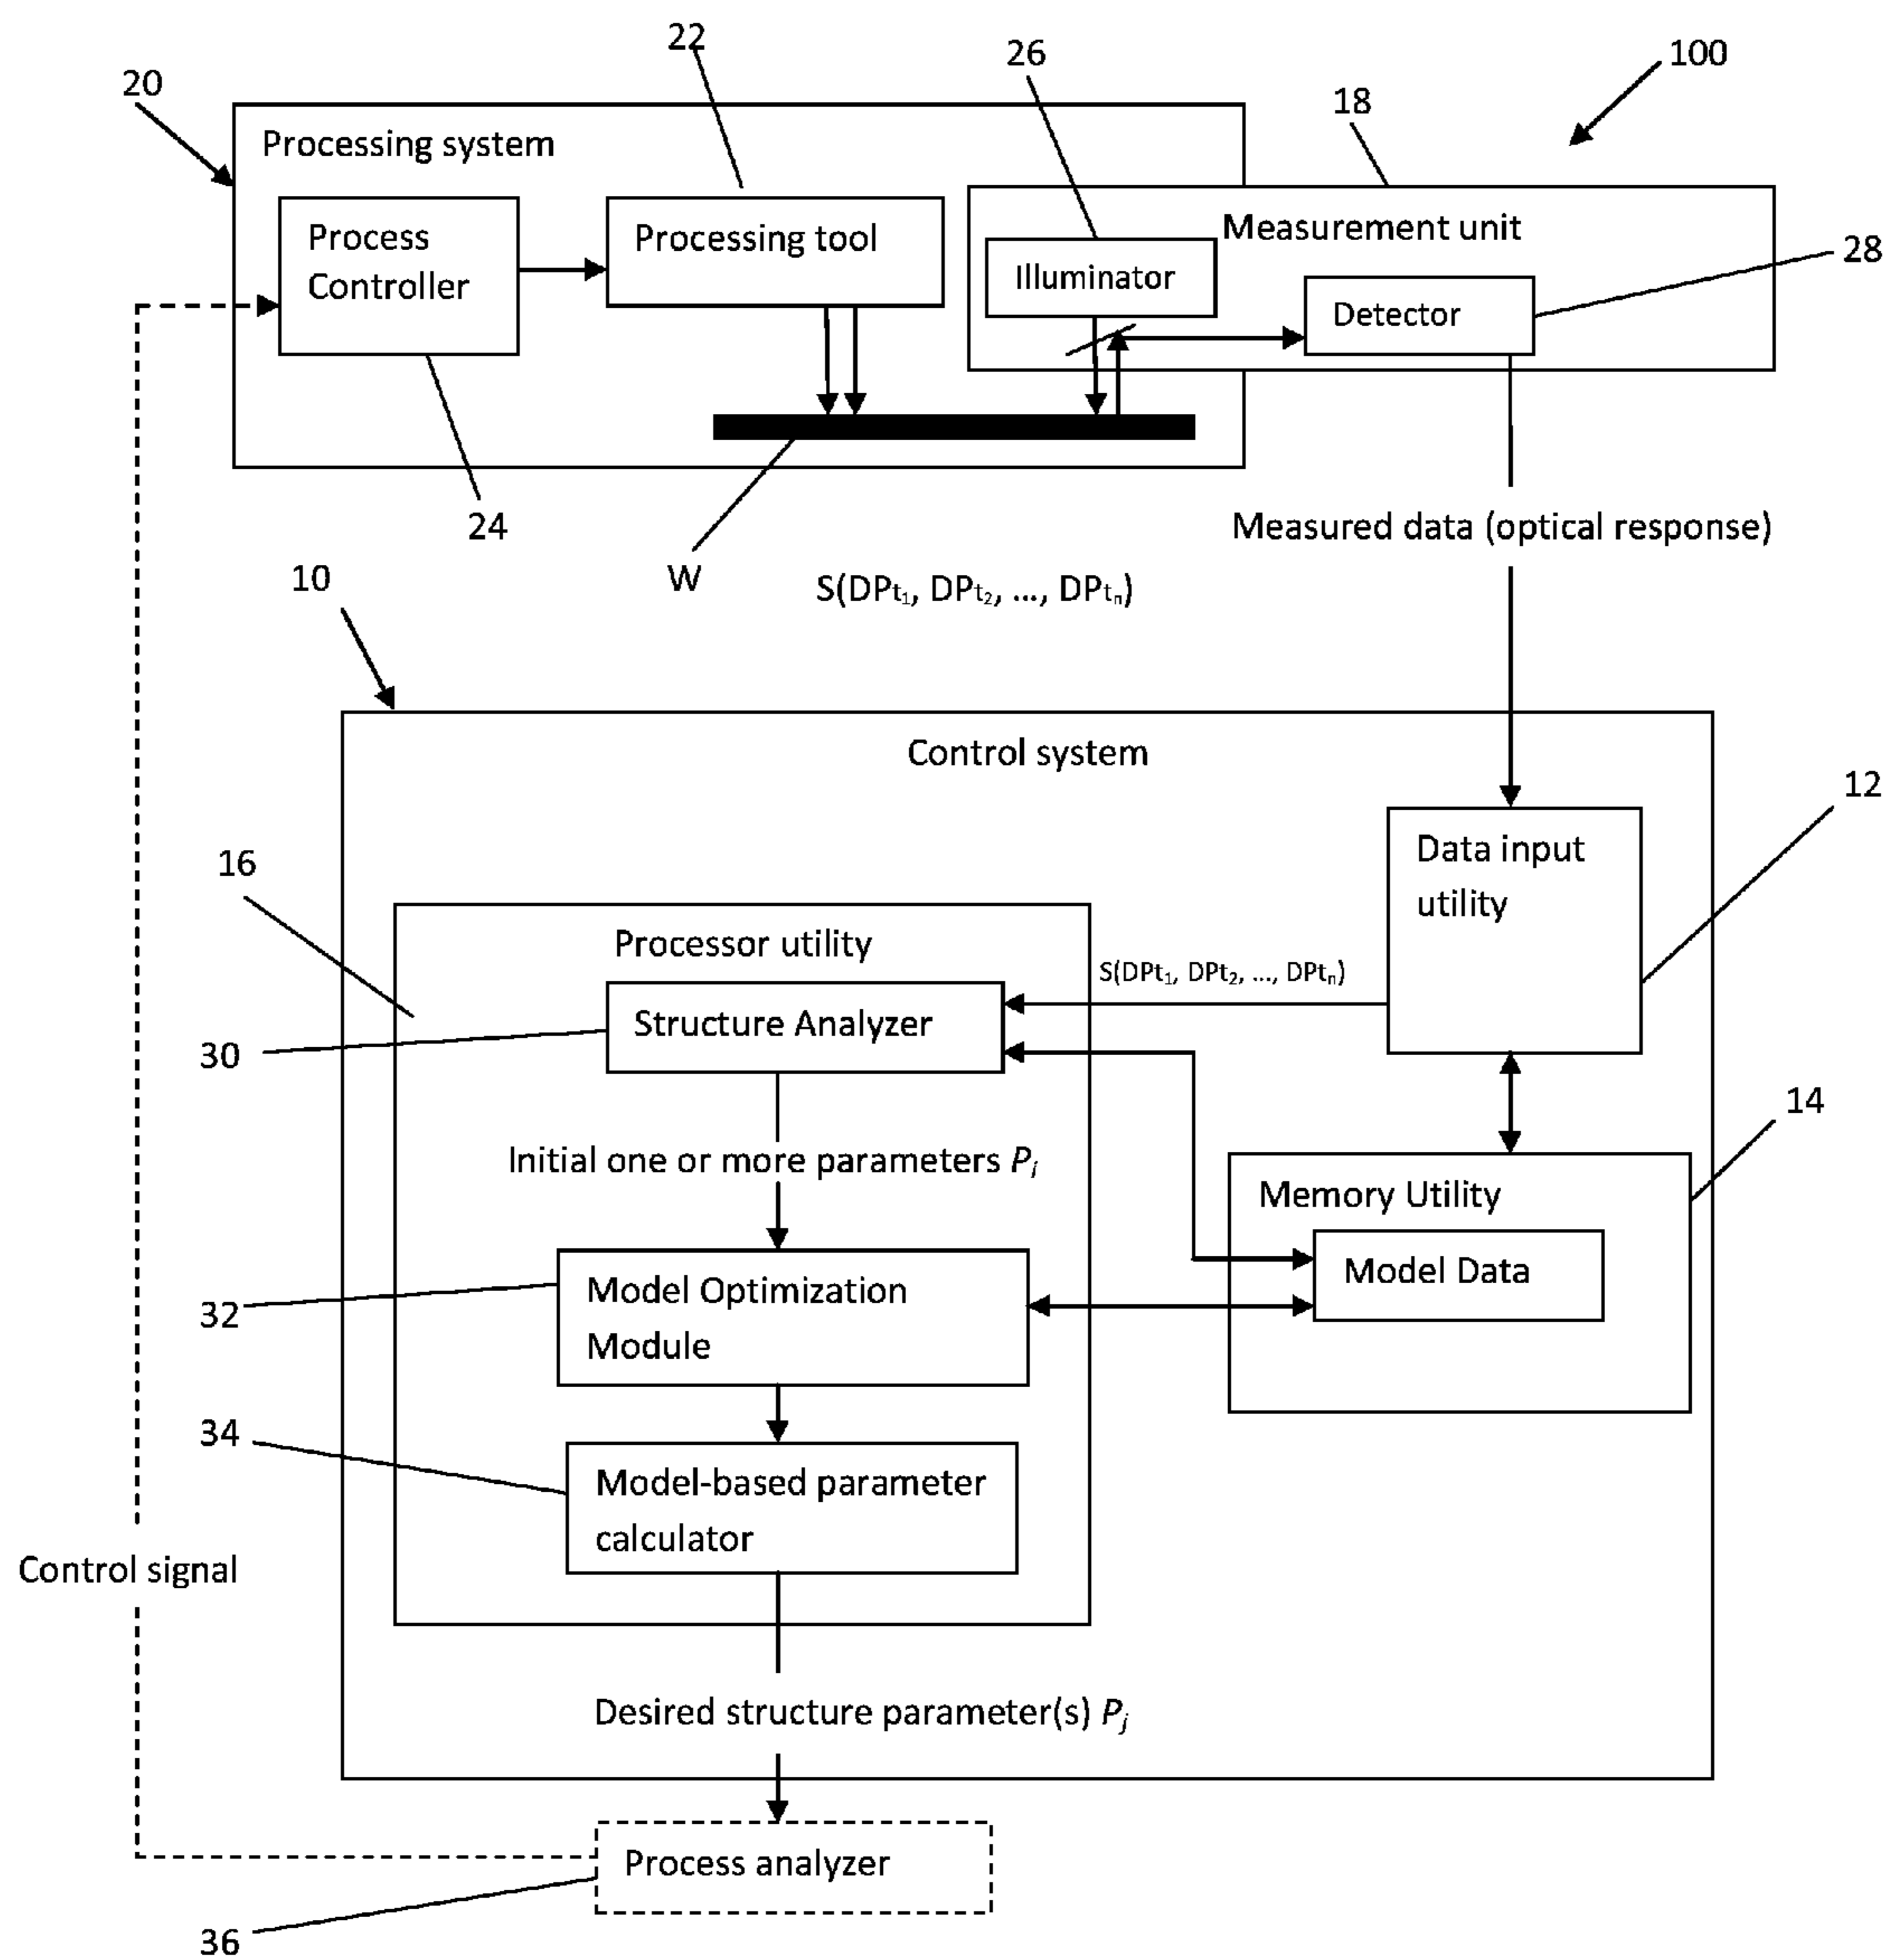 22
26
100
20
18
Processing system
Process
Controller
Processing tool
Measurement unit
Illuminator
Detector
28
24
W
Measured data (optical response)
S(DPt₁, DPt₂, ..., DPtₙ)
10
Control system
12
Data input
utility
16
Processor utility
S(DPt₁, DPt₂, ..., DPtₙ)
Structure Analyzer
30
14
Initial one or more parameters Pᵢ
Memory Utility
Model Data
Model Optimization
Module
32
34
Model-based parameter
calculator
Control signal
Desired structure parameter(s) Pⱼ
Process analyzer
36